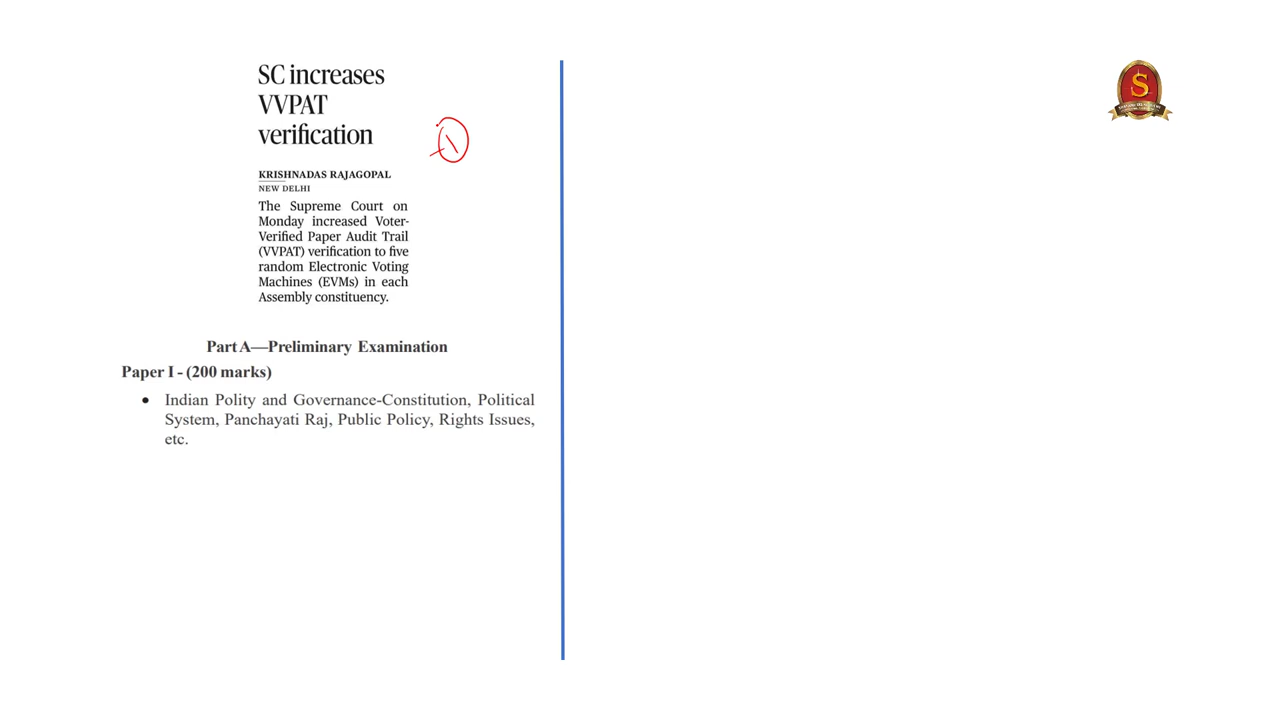 SC increases
VVPAT
verification
KRISHNADAS RAJAGOPAL
NEW DELHI
The Supreme Court on
Monday increased Voter-
Verified Paper Audit Trail
(VVPAT) verification to five
random Electronic Voting
Machines (EVMs) in each
Assembly constituency.
Part A—Preliminary Examination
Paper I - (200 marks)
• Indian Polity and Governance-Constitution, Political
System, Panchayati Raj, Public Policy, Rights Issues,
etc.
S